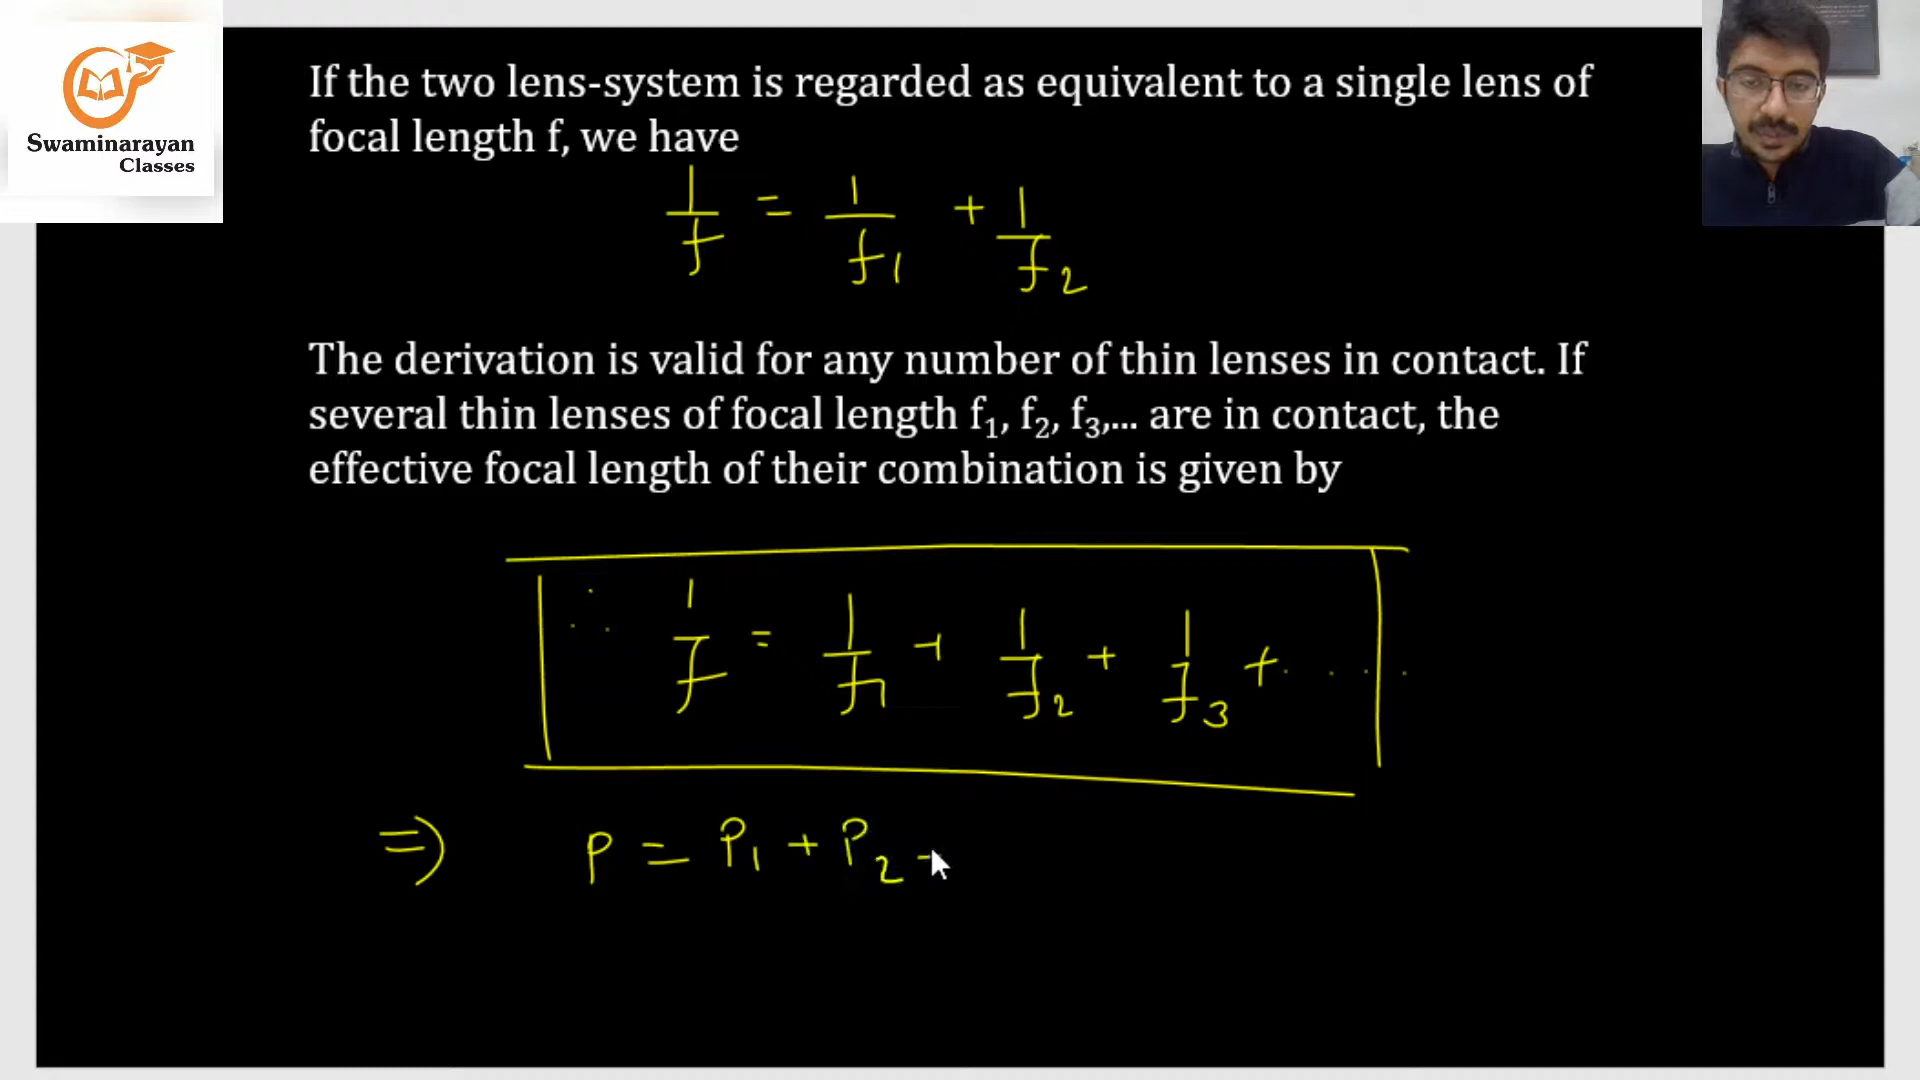 Swaminarayan
Classes
If the two lens-system is regarded as equivalent to a single lens of
focal length f, we have
1/f = 1/f₁ + 1/f₂
The derivation is valid for any number of thin lenses in contact. If
several thin lenses of focal length f₁, f₂, f₃,... are in contact, the
effective focal length of their combination is given by
∴ 1/f = 1/f₁ + 1/f₂ + 1/f₃ + ....
⇒ P = P₁ + P₂ -